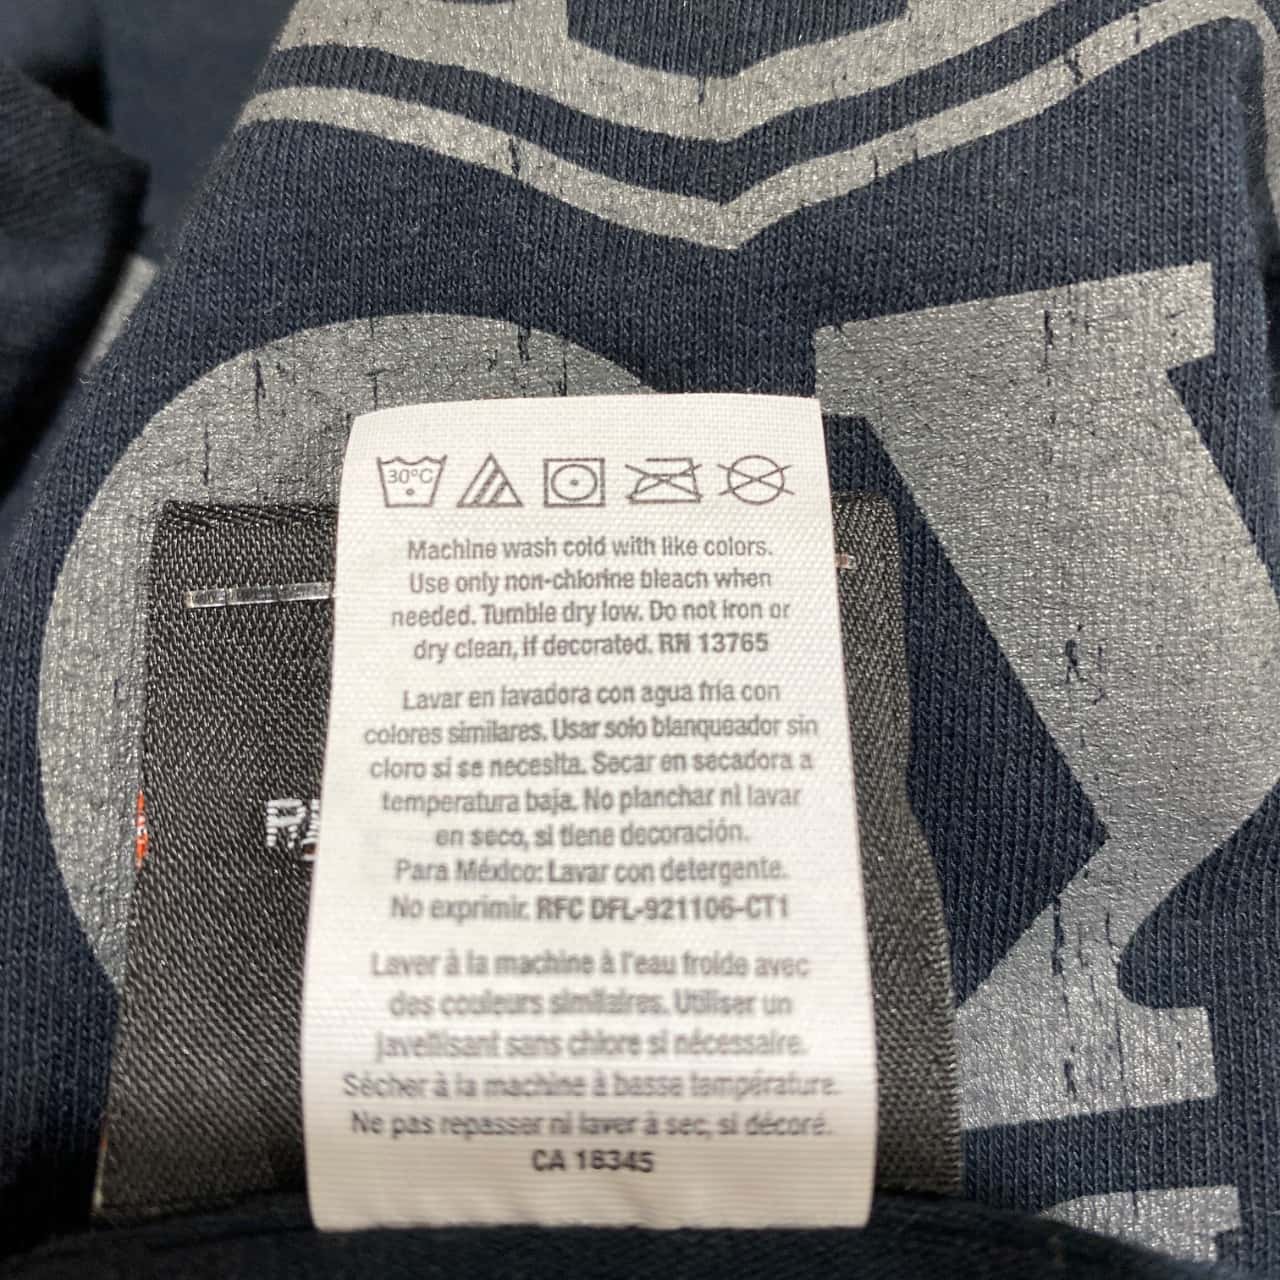 30°C
Machine wash cold with like colors.
Use only non-chlorine bleach when
needed. Tumble dry low. Do not iron or
dry clean, if decorated. RN 13765
Lavar en lavadora con agua fría con
colores similares. Usar solo blanqueador sin
cloro si se necesita. Secar en secadora a
temperatura baja. No planchar ni lavar
en seco, si tiene decoración.
Para México: Lavar con detergente.
No exprimir. RFC DFL-921106-CT1
Laver à la machine à l'eau froide avec
des couleurs similaires. Utiliser un
javellisant sans chlore si nécessaire.
Sécher à la machine à basse température.
Ne pas repasser ni laver à sec, si décoré.
CA 18345